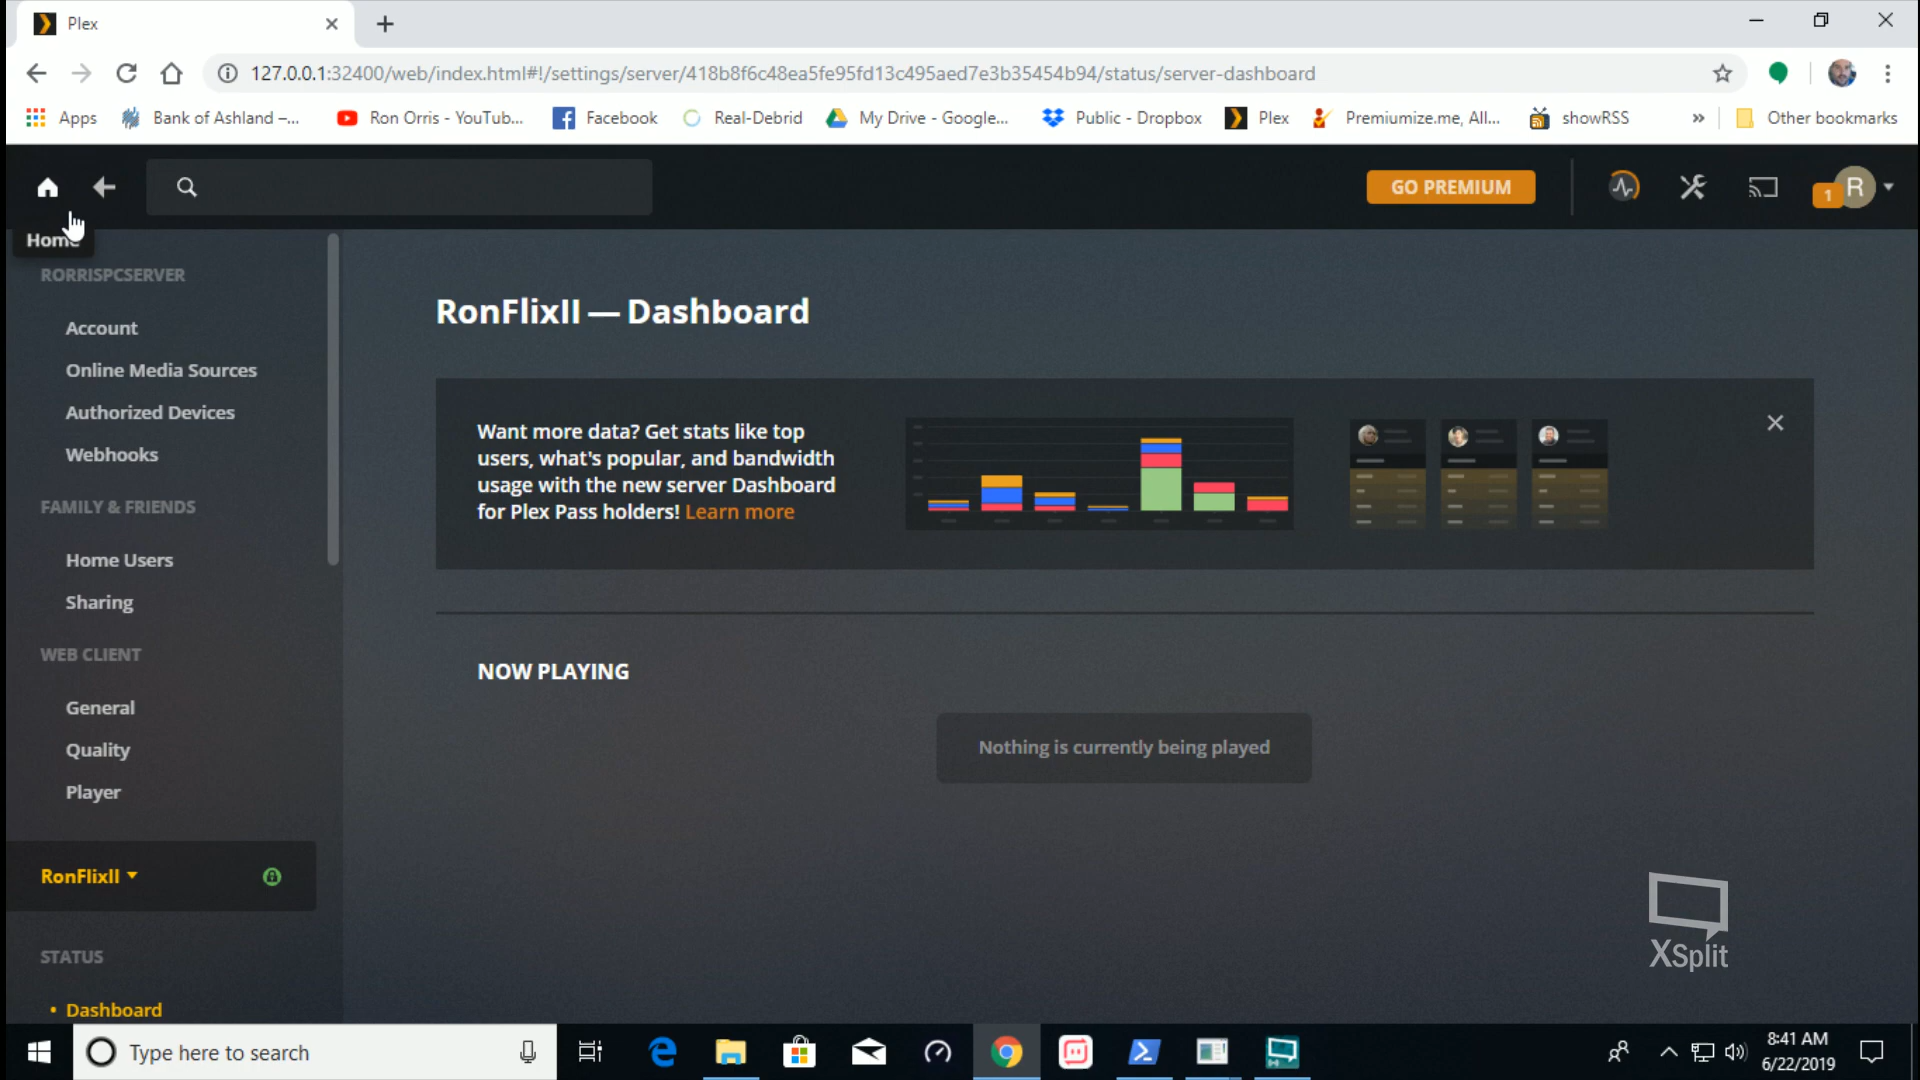 Plex
127.0.0.1:32400/web/index.html#!/settings/server/418b8f6c48ea5fe95fd13c495aed7e3b35454b94/status/server-dashboard
Apps
Bank of Ashland –...
Ron Orris - YouTub...
Facebook
Real-Debrid
My Drive - Google...
Public - Dropbox
Plex
Premiumize.me, All...
showRSS
»
Other bookmarks
GO PREMIUM
1
R
Home
RORRISPCSERVER
Account
Online Media Sources
Authorized Devices
Webhooks
FAMILY & FRIENDS
Home Users
Sharing
WEB CLIENT
General
Quality
Player
RonFlixII
STATUS
• Dashboard
RonFlixII — Dashboard
Want more data? Get stats like top
users, what's popular, and bandwidth
usage with the new server Dashboard
for Plex Pass holders! Learn more
NOW PLAYING
Nothing is currently being played
XSplit
Type here to search
8:41 AM
6/22/2019